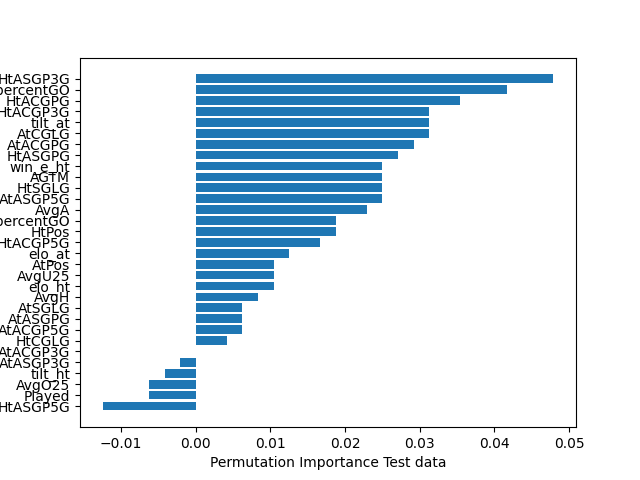 HtASGP3G
percentGO
HtACGPG
HtACGP3G
tilt_at
AtCGLG
AtACGPG
HtASGPG
win_e_ht
AGTM
HtSGLG
AtASGP5G
AvgA
percentGO
HtPos
HtACGP5G
elo_at
AtPos
AvgU25
elo_ht
AvgH
AtSGLG
AtASGPG
AtACGP5G
HtCGLG
AtACGP3G
AtASGP3G
tilt_ht
AvgO25
Played
HtASGP5G
−0.01 0.00 0.01 0.02 0.03 0.04 0.05
Permutation Importance Test data